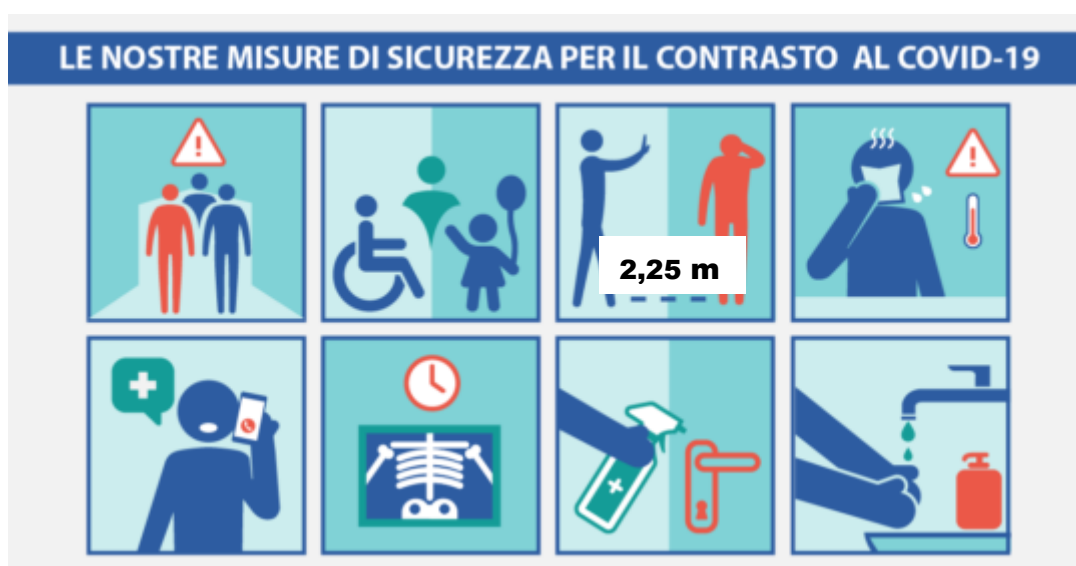 LE NOSTRE MISURE DI SICUREZZA PER IL CONTRASTO AL COVID-19
2,25 m